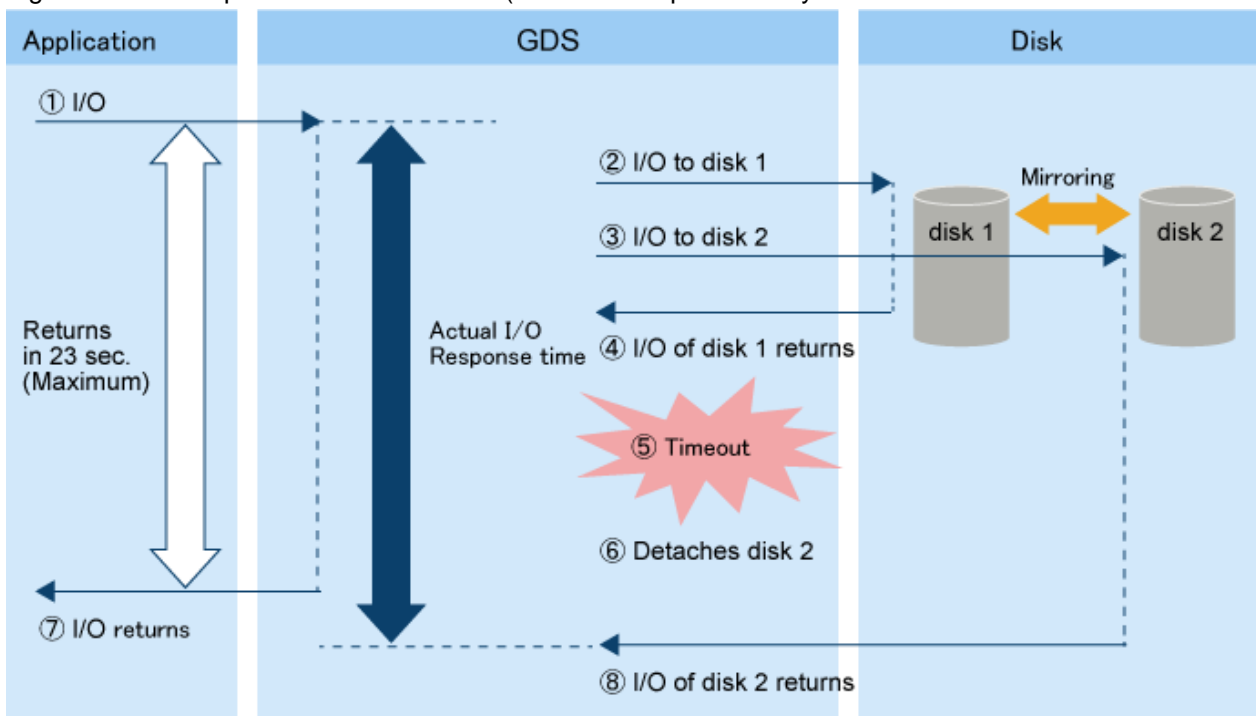 Application
GDS
Disk
① I/O
② I/O to disk 1
Mirroring
disk 1
disk 2
③ I/O to disk 2
Returns
in 23 sec.
(Maximum)
Actual I/O
Response time
④ I/O of disk 1 returns
⑤ Timeout
⑥ Detaches disk 2
⑦ I/O returns
⑧ I/O of disk 2 returns